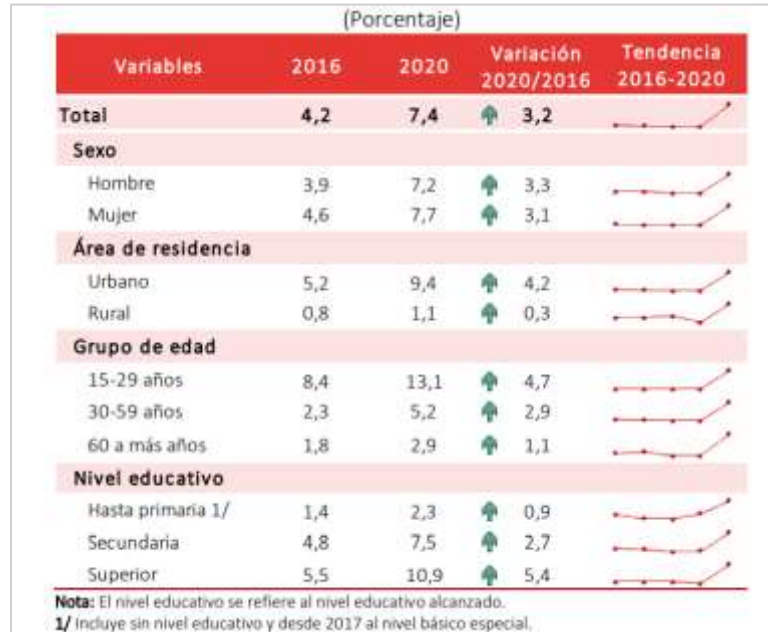 (Porcentaje)
Variables 2016 2020 Variación 2020/2016 Tendencia 2016-2020
Total 4,2 7,4 3,2
Sexo
Hombre 3,9 7,2 3,3
Mujer 4,6 7,7 3,1
Área de residencia
Urbano 5,2 9,4 4,2
Rural 0,8 1,1 0,3
Grupo de edad
15-29 años 8,4 13,1 4,7
30-59 años 2,3 5,2 2,9
60 a más años 1,8 2,9 1,1
Nivel educativo
Hasta primaria 1/ 1,4 2,3 0,9
Secundaria 4,8 7,5 2,7
Superior 5,5 10,9 5,4
Nota: El nivel educativo se refiere al nivel educativo alcanzado.
1/ Incluye sin nivel educativo y desde 2017 al nivel básico especial.